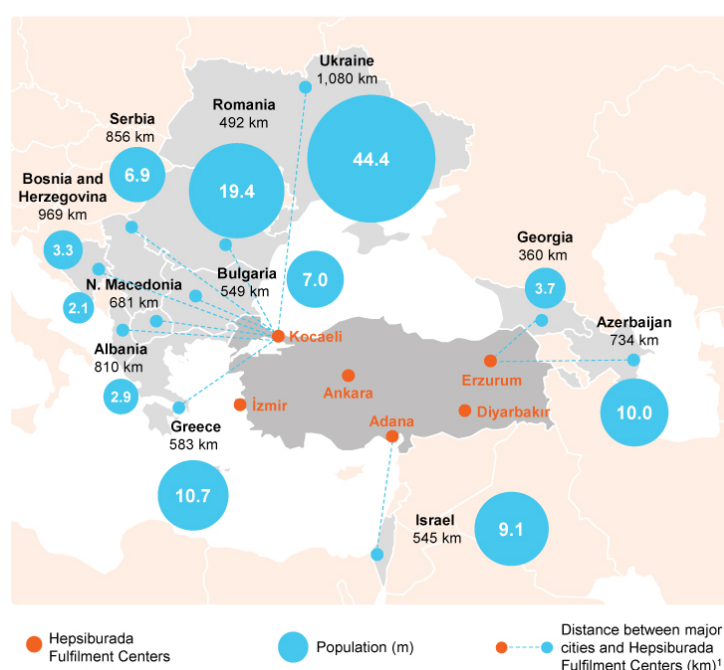 Ukraine
1,080 km
Romania
492 km
44.4
Serbia
856 km
6.9
19.4
Bosnia and
Herzegovina
969 km
3.3
N. Macedonia
681 km
2.1
Bulgaria
549 km
7.0
Georgia
360 km
3.7
Azerbaijan
734 km
10.0
Albania
810 km
2.9
Kocaeli
Erzurum
Ankara
İzmir
Diyarbakır
Adana
Greece
583 km
10.7
Israel
545 km
9.1
Hepsiburada
Fulfilment Centers
Population (m)
Distance between major
cities and Hepsiburada
Fulfilment Centers (km)¹